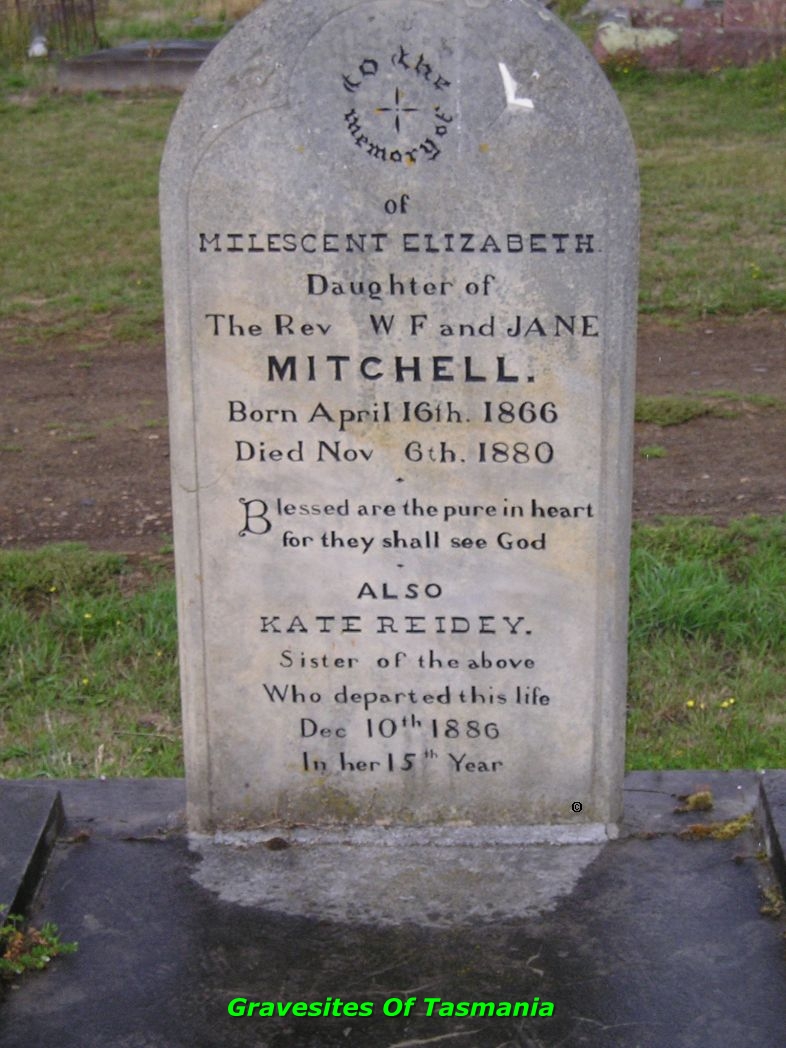 to the
memory of
of
MILESCENT ELIZABETH.
Daughter of
The Rev W F and JANE
MITCHELL.
Born April 16th. 1866
Died Nov 6th. 1880
Blessed are the pure in heart
for they shall see God
ALSO
KATE REIDEY.
Sister of the above
Who departed this life
Dec 10th 1886
In her 15th Year
©
Gravesites Of Tasmania